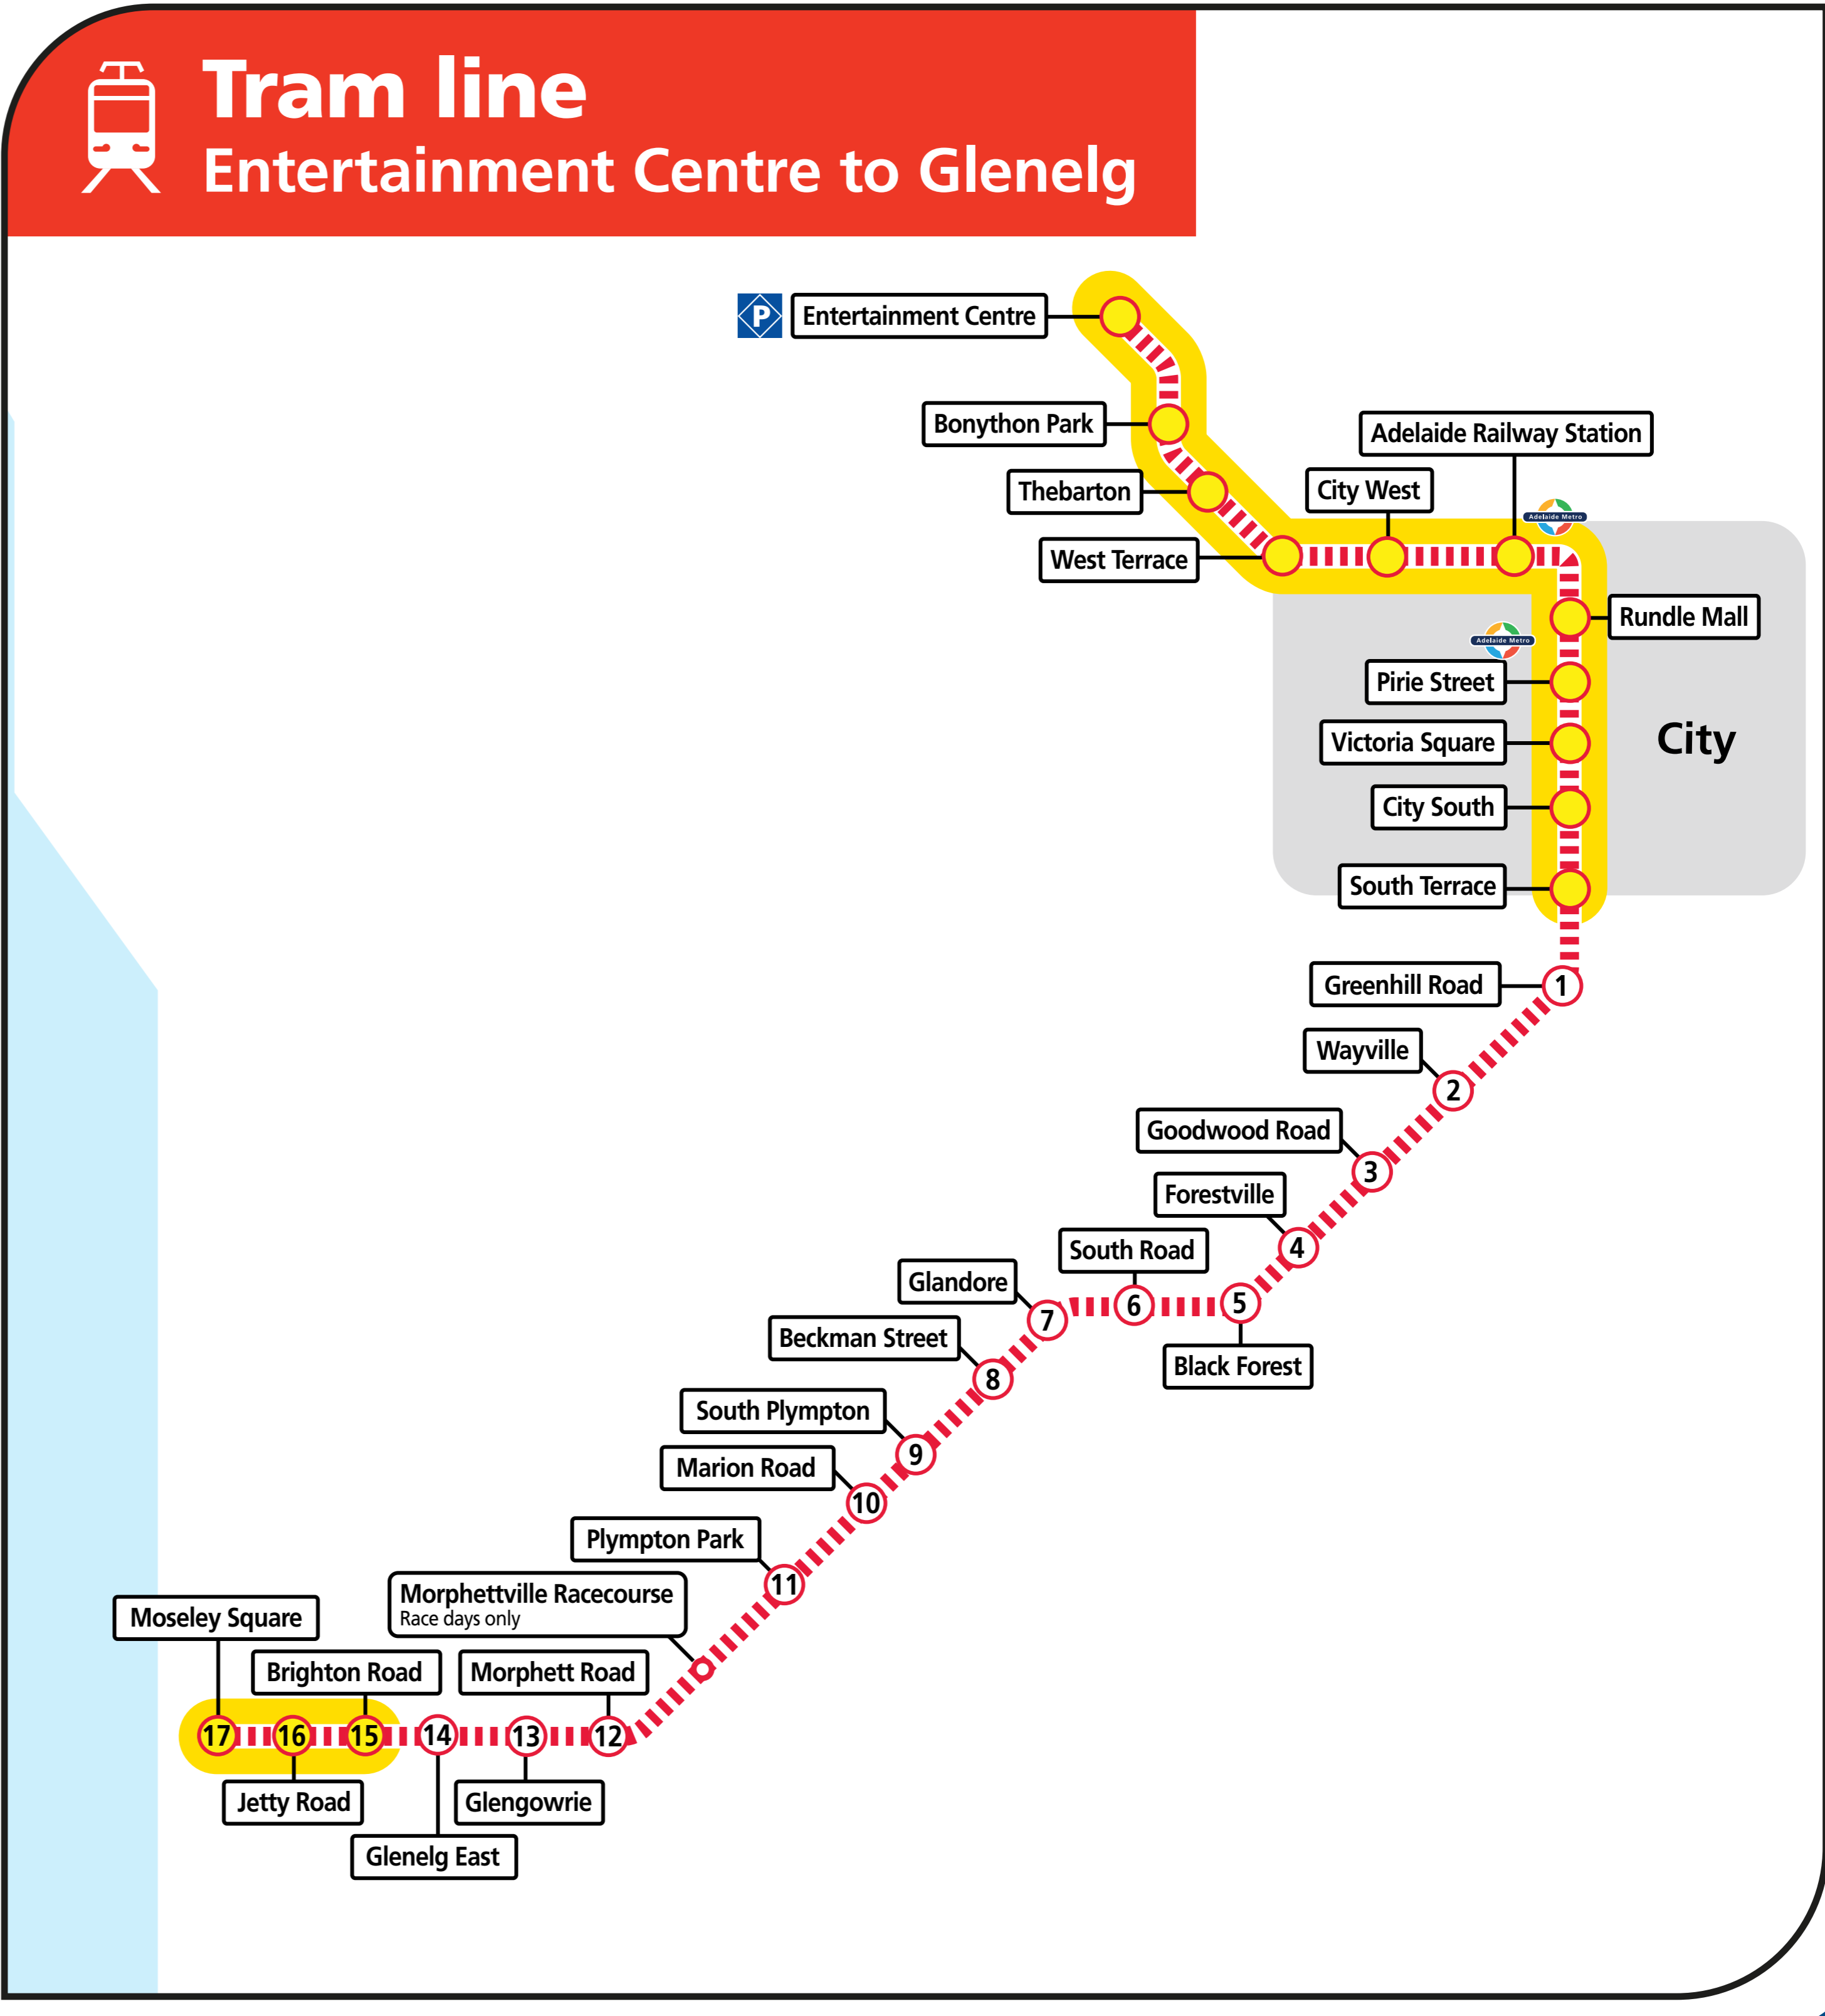 Tram line
Entertainment Centre to Glenelg
P
Entertainment Centre
Bonython Park
Adelaide Railway Station
Thebarton
City West
Adelaide Metro
West Terrace
Rundle Mall
Adelaide Metro
Pirie Street
Victoria Square
City
City South
South Terrace
Greenhill Road
1
Wayville
2
Goodwood Road
3
Forestville
4
South Road
6
5
Black Forest
Glandore
7
Beckman Street
8
South Plympton
9
Marion Road
10
Plympton Park
11
Morphettville Racecourse
Race days only
Moseley Square
Brighton Road
Morphett Road
17
16
15
14
13
12
Jetty Road
Glengowrie
Glenelg East